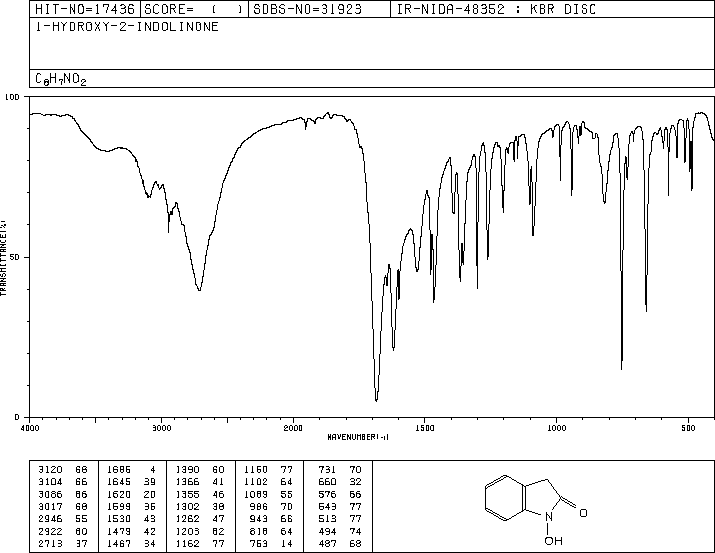 HIT-NO=17436 SCORE= ( ) SDBS-NO=31923 IR-NIDA-48352 : KBR DISC
1-HYDROXY-2-INDOLINONE
C8H7NO2
100
50
0
TRANSMITTANCE(%)
4000 3000 2000 1500 1000 500
WAVENUMBER(-1)
3120 68 1686 4 1390 60 1160 77 731 70
3104 66 1645 39 1366 41 1102 64 660 32
3086 66 1620 20 1355 46 1089 55 576 66
3017 68 1599 36 1302 38 986 70 543 77
2946 55 1530 43 1262 47 943 66 513 77
2922 60 1479 42 1203 62 818 64 494 74
2713 37 1467 34 1162 77 753 14 487 68
N
O
OH